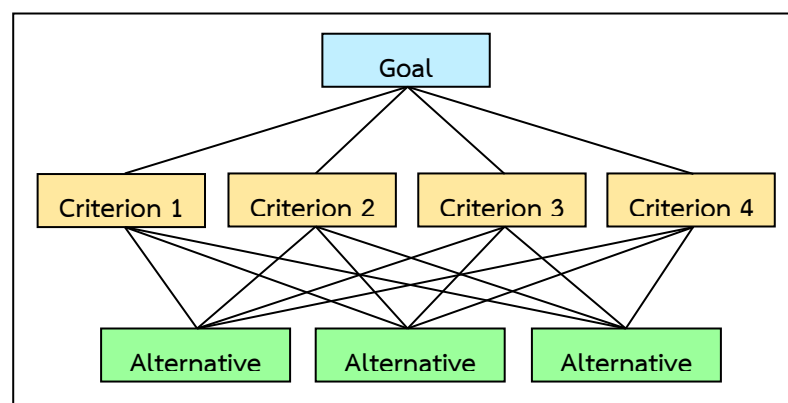 Goal
Criterion 1
Criterion 2
Criterion 3
Criterion 4
Alternative
Alternative
Alternative